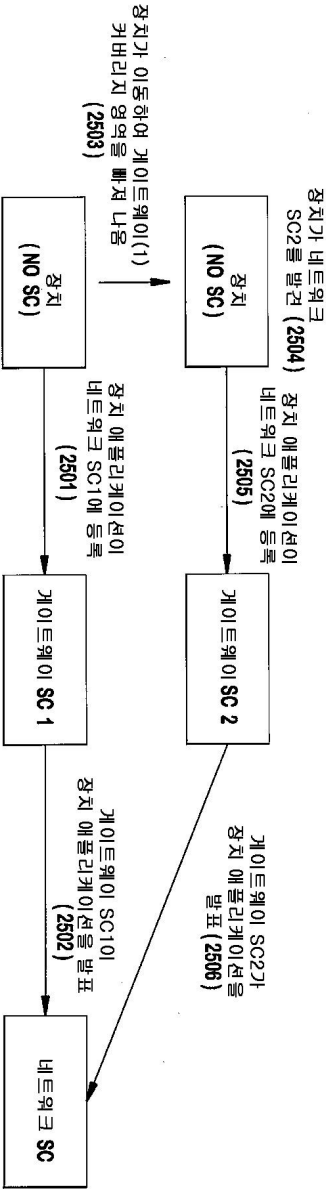 장치가 네트워크
SC2를 발견 (2504)
장치
(NO SC)
장치 애플리케이션이
네트워크 SC2에 등록
(2505)
게이트웨이 SC 2
게이트웨이 SC2가
장치 애플리케이션을
발표 (2506)
장치가 이동하여 게이트웨이(1)
커버리지 영역을 빠져 나옴
(2503)
장치
(NO SC)
장치 애플리케이션이
네트워크 SC1에 등록
(2501)
게이트웨이 SC 1
게이트웨이 SC1이
장치 애플리케이션을 발표
(2502)
네트워크 SC